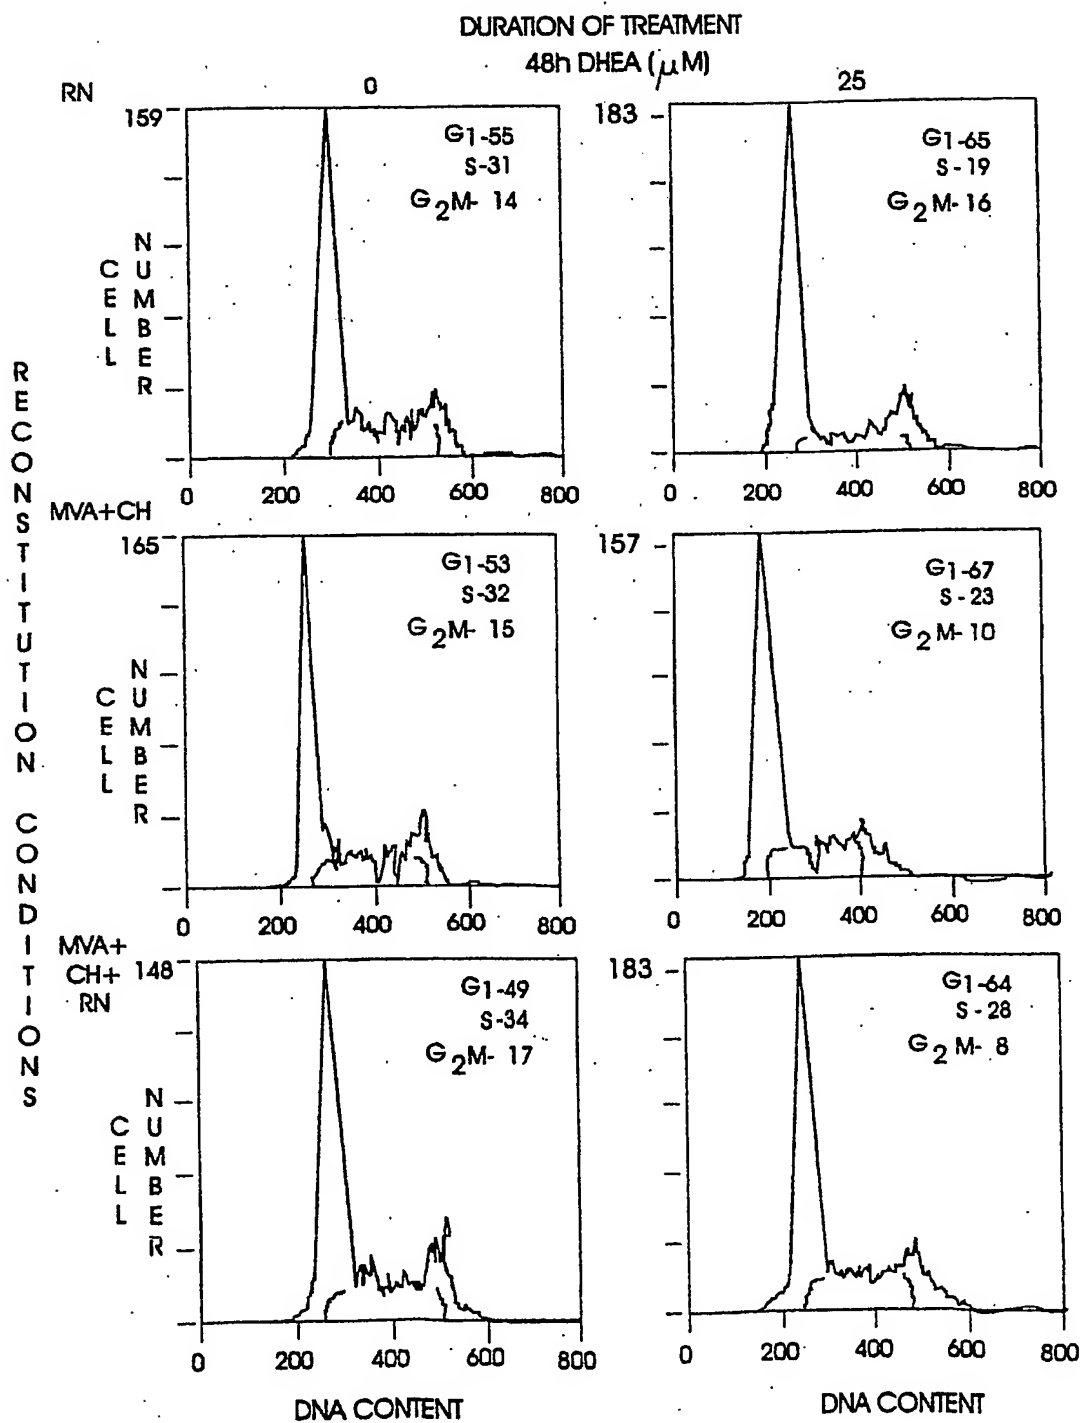 DURATION OF TREATMENT
48h DHEA (μM)
RN
0
25
159
G1-55
S-31
G2M- 14
CELL NUMBER
0 200 400 600 800
183
G1-65
S-19
G2M-16
0 200 400 600 800
RECONSTITUTION CONDITIONS
MVA+CH
165
G1-53
S-32
G2M- 15
CELL NUMBER
0 200 400 600 800
157
G1-67
S-23
G2M-10
0 200 400 600 800
MVA+
CH+
RN
148
G1-49
S-34
G2M- 17
CELL NUMBER
0 200 400 600 800
DNA CONTENT
183
G1-64
S-28
G2M- 8
0 200 400 600 800
DNA CONTENT